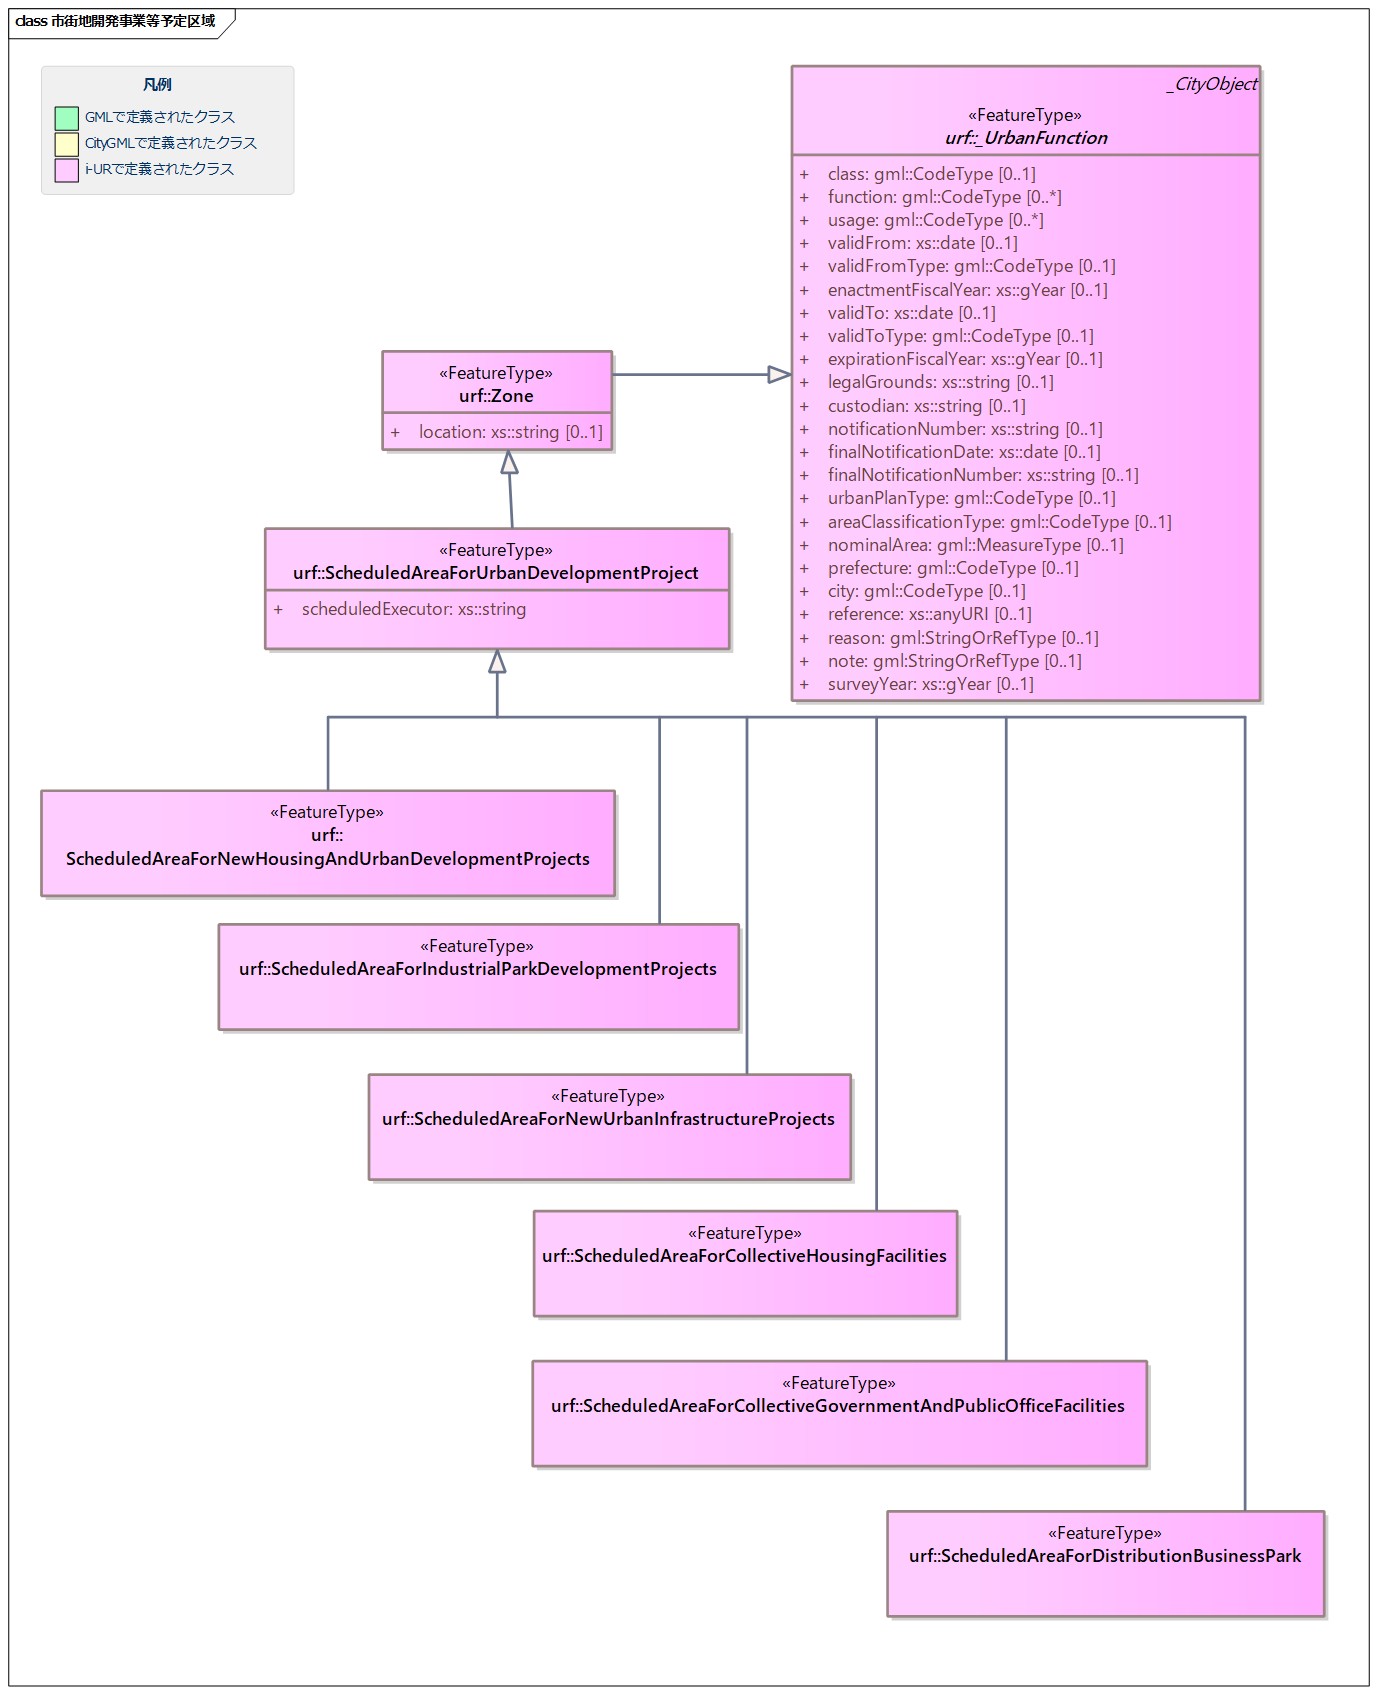 class 市街地開発事業等予定区域
凡例
GMLで定義されたクラス
CityGMLで定義されたクラス
i-URで定義されたクラス
_CityObject
«FeatureType»
urf::_UrbanFunction
+ class: gml::CodeType [0..1]
+ function: gml::CodeType [0..*]
+ usage: gml::CodeType [0..*]
+ validFrom: xs::date [0..1]
+ validFromType: gml::CodeType [0..1]
+ enactmentFiscalYear: xs::gYear [0..1]
+ validTo: xs::date [0..1]
+ validToType: gml::CodeType [0..1]
+ expirationFiscalYear: xs::gYear [0..1]
+ legalGrounds: xs::string [0..1]
+ custodian: xs::string [0..1]
+ notificationNumber: xs::string [0..1]
+ finalNotificationDate: xs::date [0..1]
+ finalNotificationNumber: xs::string [0..1]
+ urbanPlanType: gml::CodeType [0..1]
+ areaClassificationType: gml::CodeType [0..1]
+ nominalArea: gml::MeasureType [0..1]
+ prefecture: gml::CodeType [0..1]
+ city: gml::CodeType [0..1]
+ reference: xs::anyURI [0..1]
+ reason: gml:StringOrRefType [0..1]
+ note: gml:StringOrRefType [0..1]
+ surveyYear: xs::gYear [0..1]
«FeatureType»
urf::Zone
+ location: xs::string [0..1]
«FeatureType»
urf::ScheduledAreaForUrbanDevelopmentProject
+ scheduledExecutor: xs::string
«FeatureType»
urf::
ScheduledAreaForNewHousingAndUrbanDevelopmentProjects
«FeatureType»
urf::ScheduledAreaForIndustrialParkDevelopmentProjects
«FeatureType»
urf::ScheduledAreaForNewUrbanInfrastructureProjects
«FeatureType»
urf::ScheduledAreaForCollectiveHousingFacilities
«FeatureType»
urf::ScheduledAreaForCollectiveGovernmentAndPublicOfficeFacilities
«FeatureType»
urf::ScheduledAreaForDistributionBusinessPark